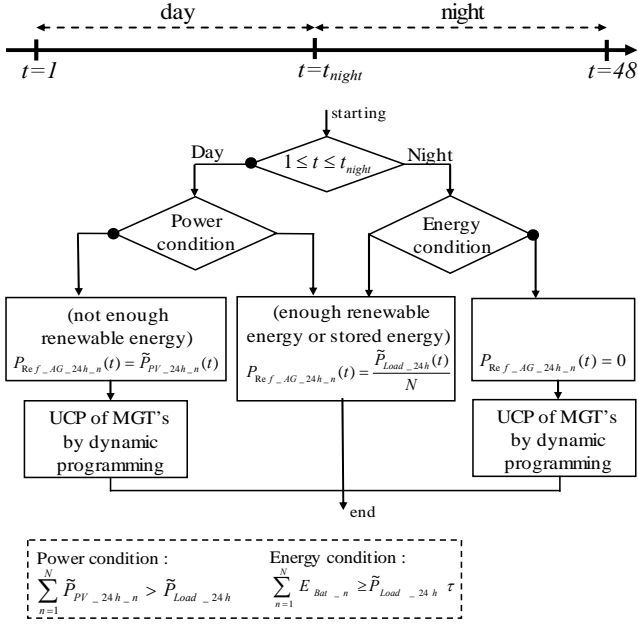 day night
t=1 t=t_night t=48
starting
Day 1 ≤ t ≤ t_night Night
Power
condition
Energy
condition
(not enough
renewable energy)
P_Ref_AG_24h_n(t) = P̃_PV_24h_n(t)
(enough renewable
energy or stored energy)
P_Ref_AG_24h_n(t) = P̃_Load_24h(t) / N
P_Ref_AG_24h_n(t) = 0
UCP of MGT's
by dynamic
programming
UCP of MGT's
by dynamic
programming
end
Power condition :
∑_{n=1}^{N} P̃_PV_24h_n > P̃_Load_24h
Energy condition :
∑_{n=1}^{N} E_Bat_n ≥ P̃_Load_24h τ